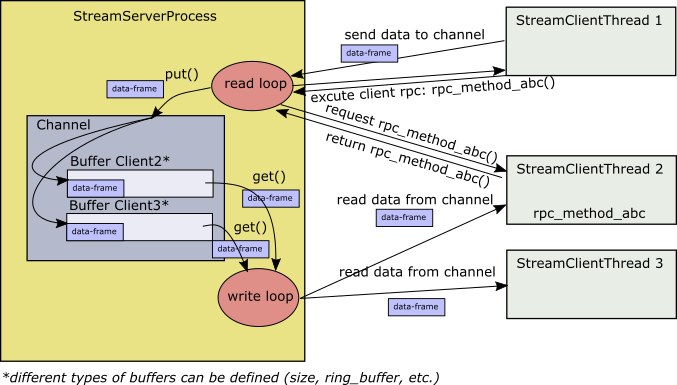 StreamServerProcess
StreamClientThread 1
send data to channel
data-frame
put()
data-frame
read loop
excute client rpc: rpc_method_abc()
request rpc_method_abc()
return rpc_method_abc()
Channel
Buffer Client2*
data-frame
get()
data-frame
Buffer Client3*
data-frame
get()
data-frame
StreamClientThread 2
rpc_method_abc
read data from channel
data-frame
write loop
read data from channel
data-frame
StreamClientThread 3
*different types of buffers can be defined (size, ring_buffer, etc.)